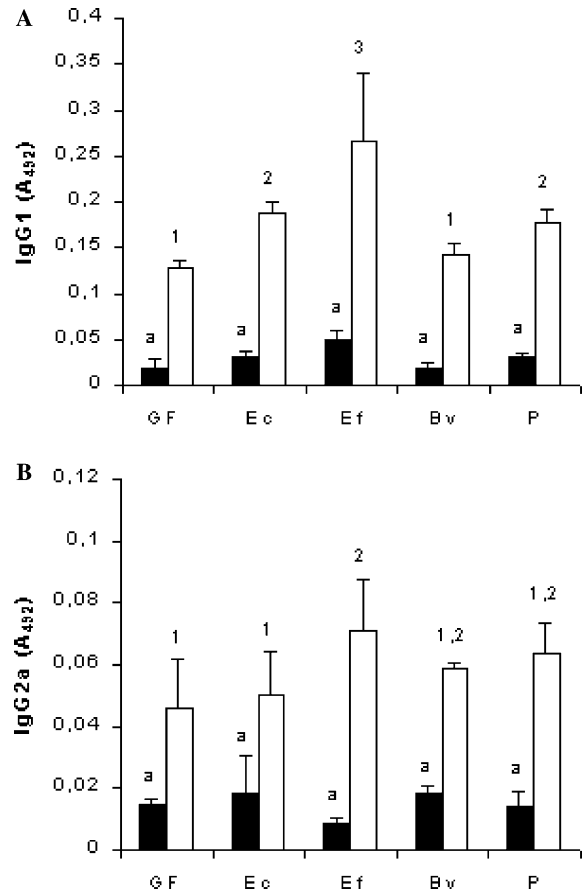 A
IgG1 (A492)
0,4
0,35
0,3
0,25
0,2
0,15
0,1
0,05
0
a 1 a 2 a 3 a 1 a 2
GF Ec Ef Bv P
B
IgG2a (A492)
0,12
0,1
0,08
0,06
0,04
0,02
0
a 1 a 1 a 2 a 1,2 a 1,2
GF Ec Ef Bv P